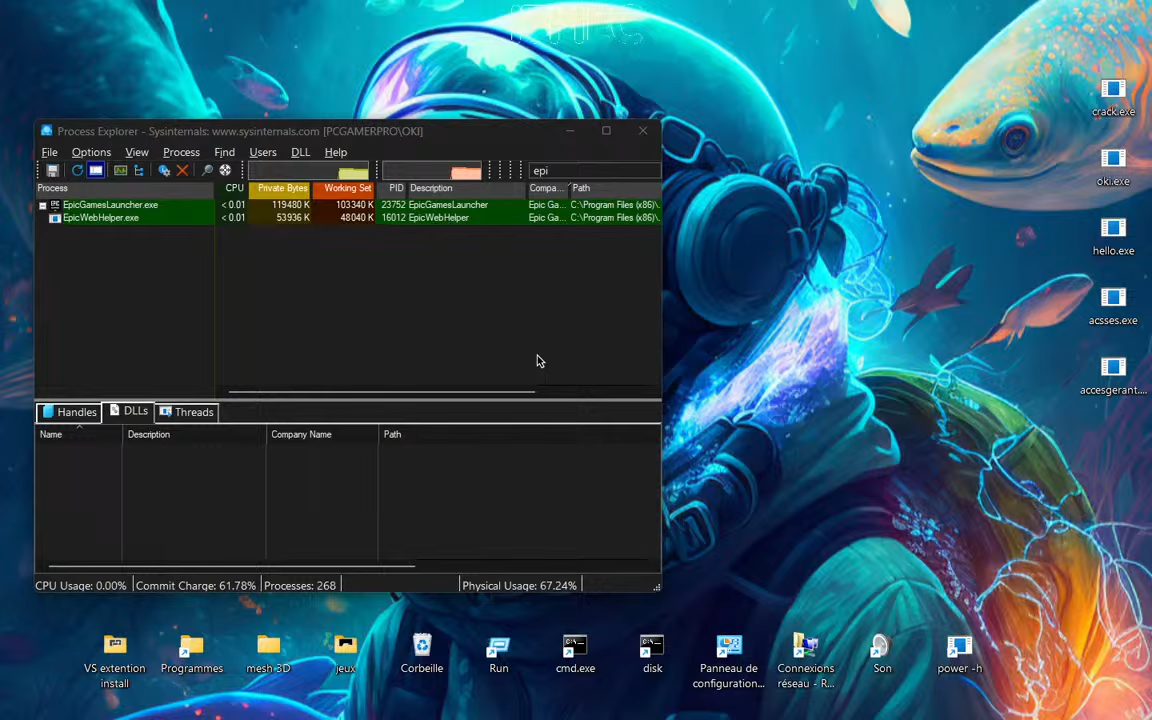 Process Explorer - Sysinternals: www.sysinternals.com [PCGAMERPRO\OKI]
File Options View Process Find Users DLL Help
epi
Process CPU Private Bytes Working Set PID Description Compa... Path
EpicGamesLauncher.exe < 0.01 119480 K 103340 K 23752 EpicGamesLauncher Epic Ga... C:\Program Files (x86)\.
EpicWebHelper.exe < 0.01 53936 K 48040 K 16012 EpicWebHelper Epic Ga... C:\Program Files (x86)\.
Handles DLLs Threads
Name Description Company Name Path
CPU Usage: 0.00% Commit Charge: 61.78% Processes: 268 Physical Usage: 67.24%
crack.exe
oki.exe
hello.exe
acsses.exe
accesgerant....
VS extention
install
Programmes
mesh 3D
jeux
Corbeille
Run
cmd.exe
disk
Panneau de
configuration...
Connexions
réseau - R...
Son
power -h